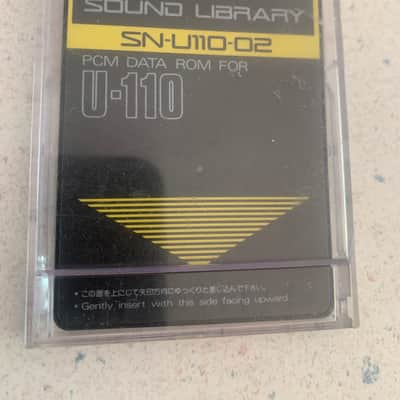 SOUND LIBRARY
SN-U110-02
PCM DATA ROM FOR
U-110
• この面を上にして矢印方向にゆっくりと差し込んで下さい。
• Gently insert with this side facing upward.